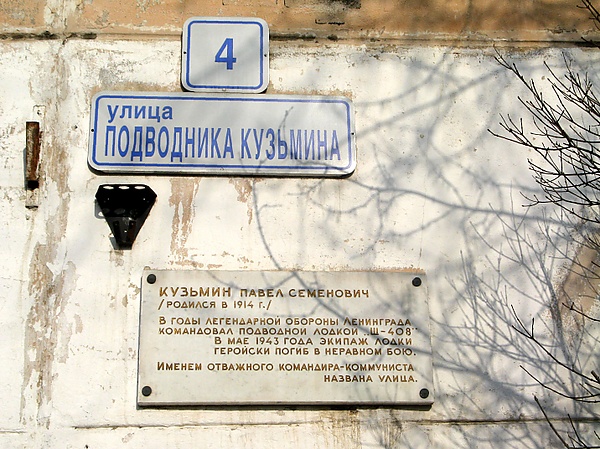 4
улица
ПОДВОДНИКА КУЗЬМИНА
КУЗЬМИН ПАВЕЛ СЕМЕНОВИЧ
/РОДИЛСЯ В 1914 Г./
В ГОДЫ ЛЕГЕНДАРНОЙ ОБОРОНЫ ЛЕНИНГРАДА
КОМАНДОВАЛ ПОДВОДНОЙ ЛОДКОЙ „Щ-408"
В МАЕ 1943 ГОДА ЭКИПАЖ ЛОДКИ
ГЕРОЙСКИ ПОГИБ В НЕРАВНОМ БОЮ.
ИМЕНЕМ ОТВАЖНОГО КОМАНДИРА-КОММУНИСТА
НАЗВАНА УЛИЦА.